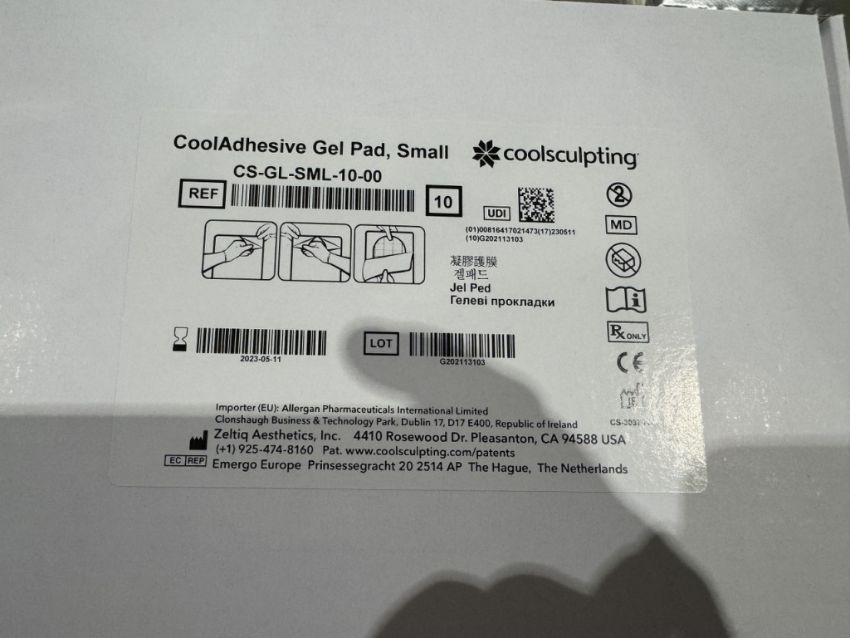 CoolAdhesive Gel Pad, Small
coolsculpting
CS-GL-SML-10-00
REF
10
UDI
(01)00816417021473(17)230511
(10)G202113103
2
MD
凝膠護膜
겔패드
Jel Ped
Гелеві прокладки
Rx ONLY
2023-05-11
LOT
G202113103
CE
Importer (EU): Allergan Pharmaceuticals International Limited
Clonshaugh Business & Technology Park, Dublin 17, D17 E400, Republic of Ireland
Zeltiq Aesthetics, Inc. 4410 Rosewood Dr. Pleasanton, CA 94588 USA
(+1) 925-474-8160 Pat. www.coolsculpting.com/patents
EC REP Emergo Europe Prinsessegracht 20 2514 AP The Hague, The Netherlands